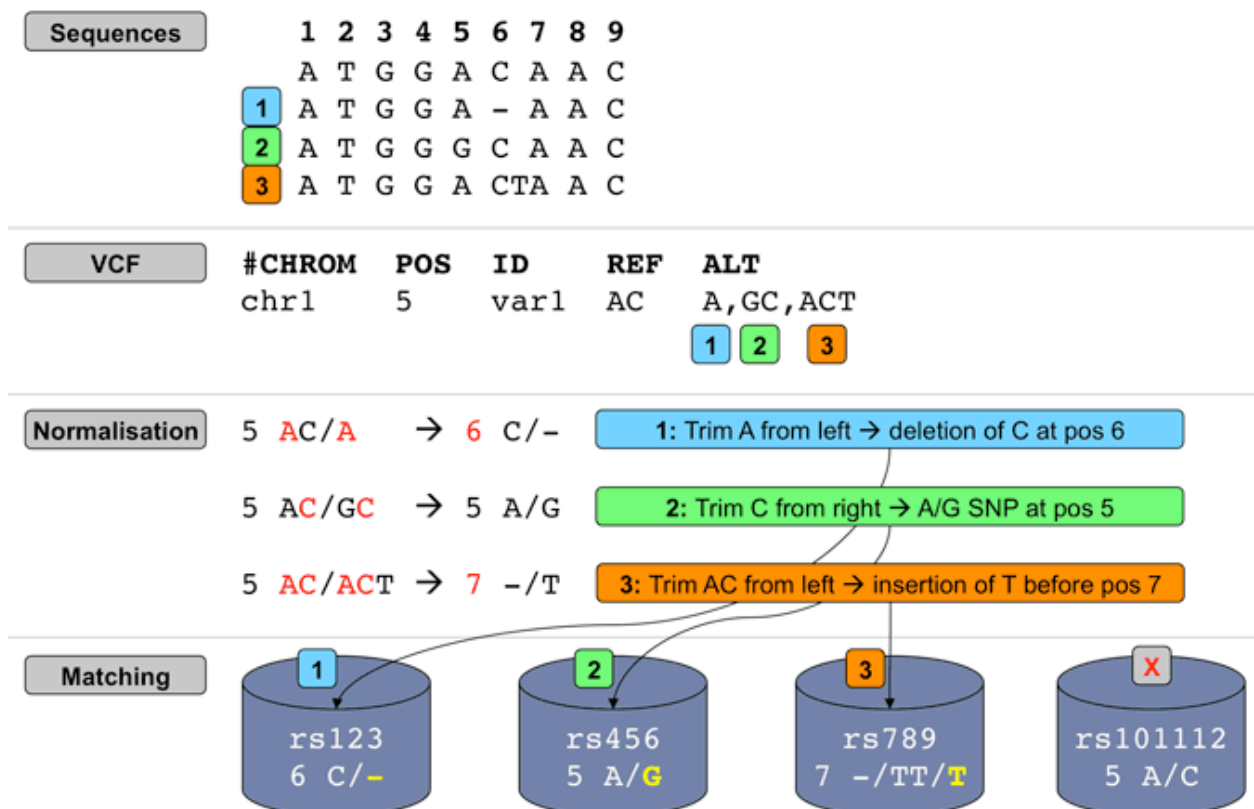 Sequences 1 2 3 4 5 6 7 8 9
A T G G A C A A C
1 A T G G A - A A C
2 A T G G G C A A C
3 A T G G A CTA A C
VCF #CHROM POS ID REF ALT
chr1 5 var1 AC A,GC,ACT
1 2 3
Normalisation 5 AC/A → 6 C/- 1: Trim A from left → deletion of C at pos 6
5 AC/GC → 5 A/G 2: Trim C from right → A/G SNP at pos 5
5 AC/ACT → 7 -/T 3: Trim AC from left → insertion of T before pos 7
Matching 1 2 3 X
rs123 rs456 rs789 rs101112
6 C/- 5 A/G 7 -/TT/T 5 A/C